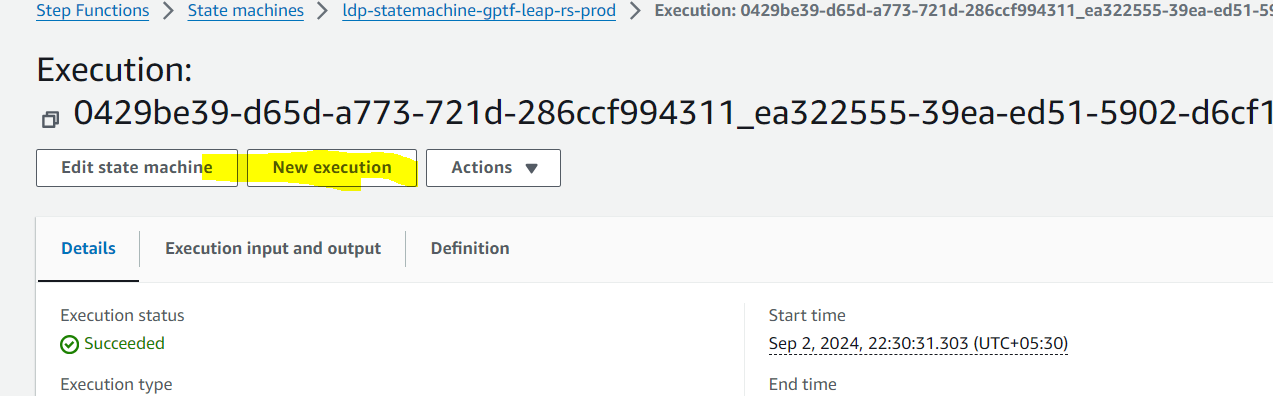 Step Functions > State machines > ldp-statemachine-gptf-leap-rs-prod > Execution: 0429be39-d65d-a773-721d-286ccf994311_ea322555-39ea-ed51-59
Execution:
0429be39-d65d-a773-721d-286ccf994311_ea322555-39ea-ed51-5902-d6cf1
Edit state machine New execution Actions ▼
Details Execution input and output Definition
Execution status
Succeeded
Execution type
Start time
Sep 2, 2024, 22:30:31.303 (UTC+05:30)
End time